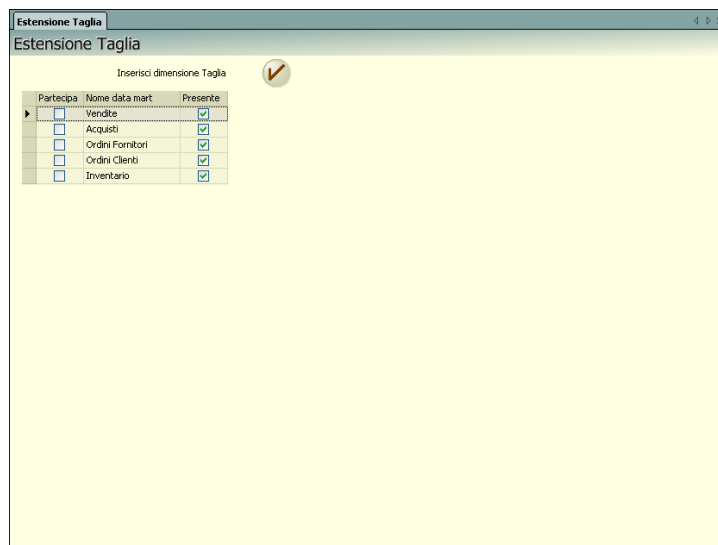 Estensione Taglia
Estensione Taglia
Inserisci dimensione Taglia
Partecipa Nome data mart Presente
Vendite
Acquisti
Ordini Fornitori
Ordini Clienti
Inventario